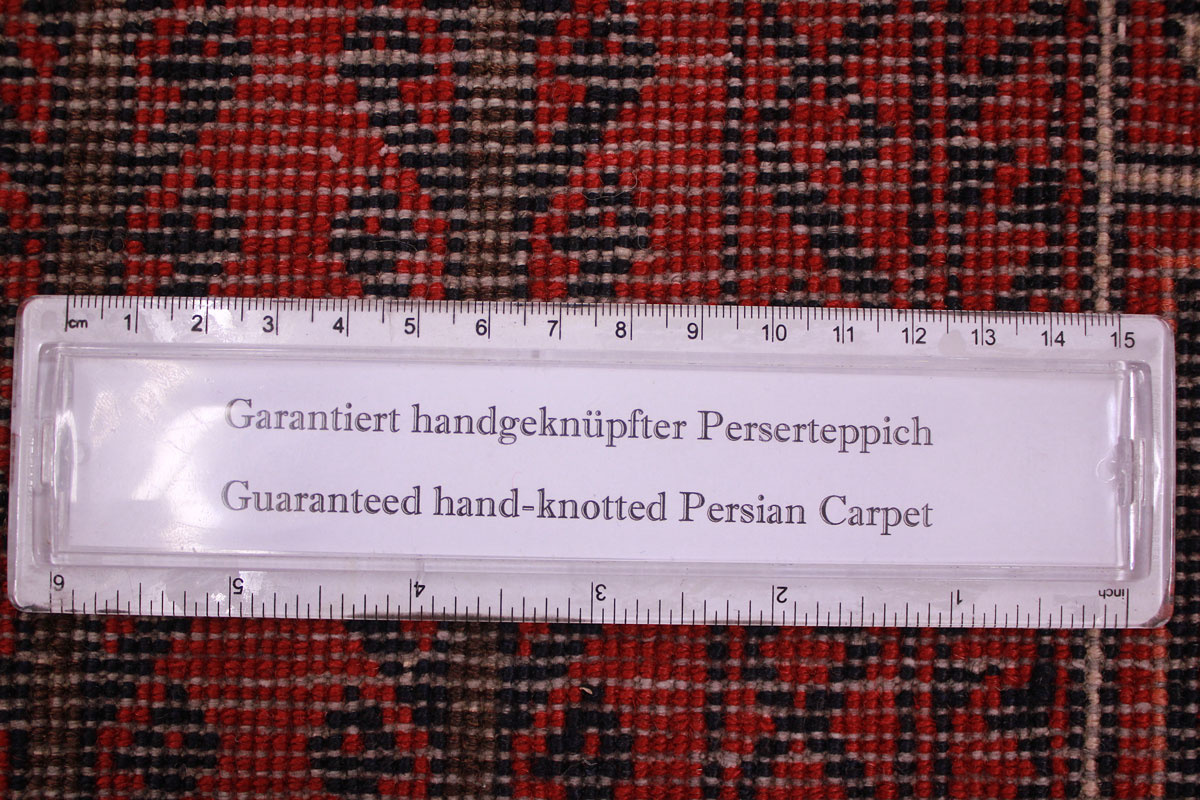 cm 1 2 3 4 5 6 7 8 9 10 11 12 13 14 15
Garantiert handgeknüpfter Perserteppich
Guaranteed hand-knotted Persian Carpet
6 5 4 3 2 1 inch